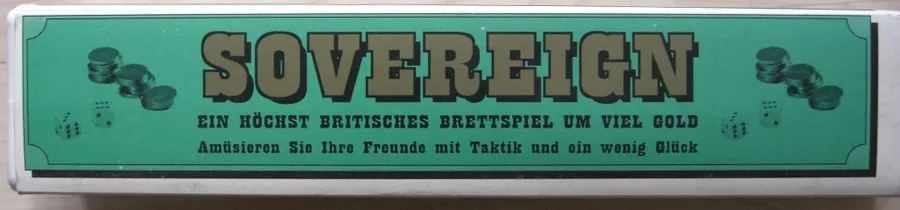 SOVEREIGN
EIN HÖCHST BRITISCHES BRETTSPIEL UM VIEL GOLD
Amüsieren Sie Ihre Freunde mit Taktik und ein wenig Glück